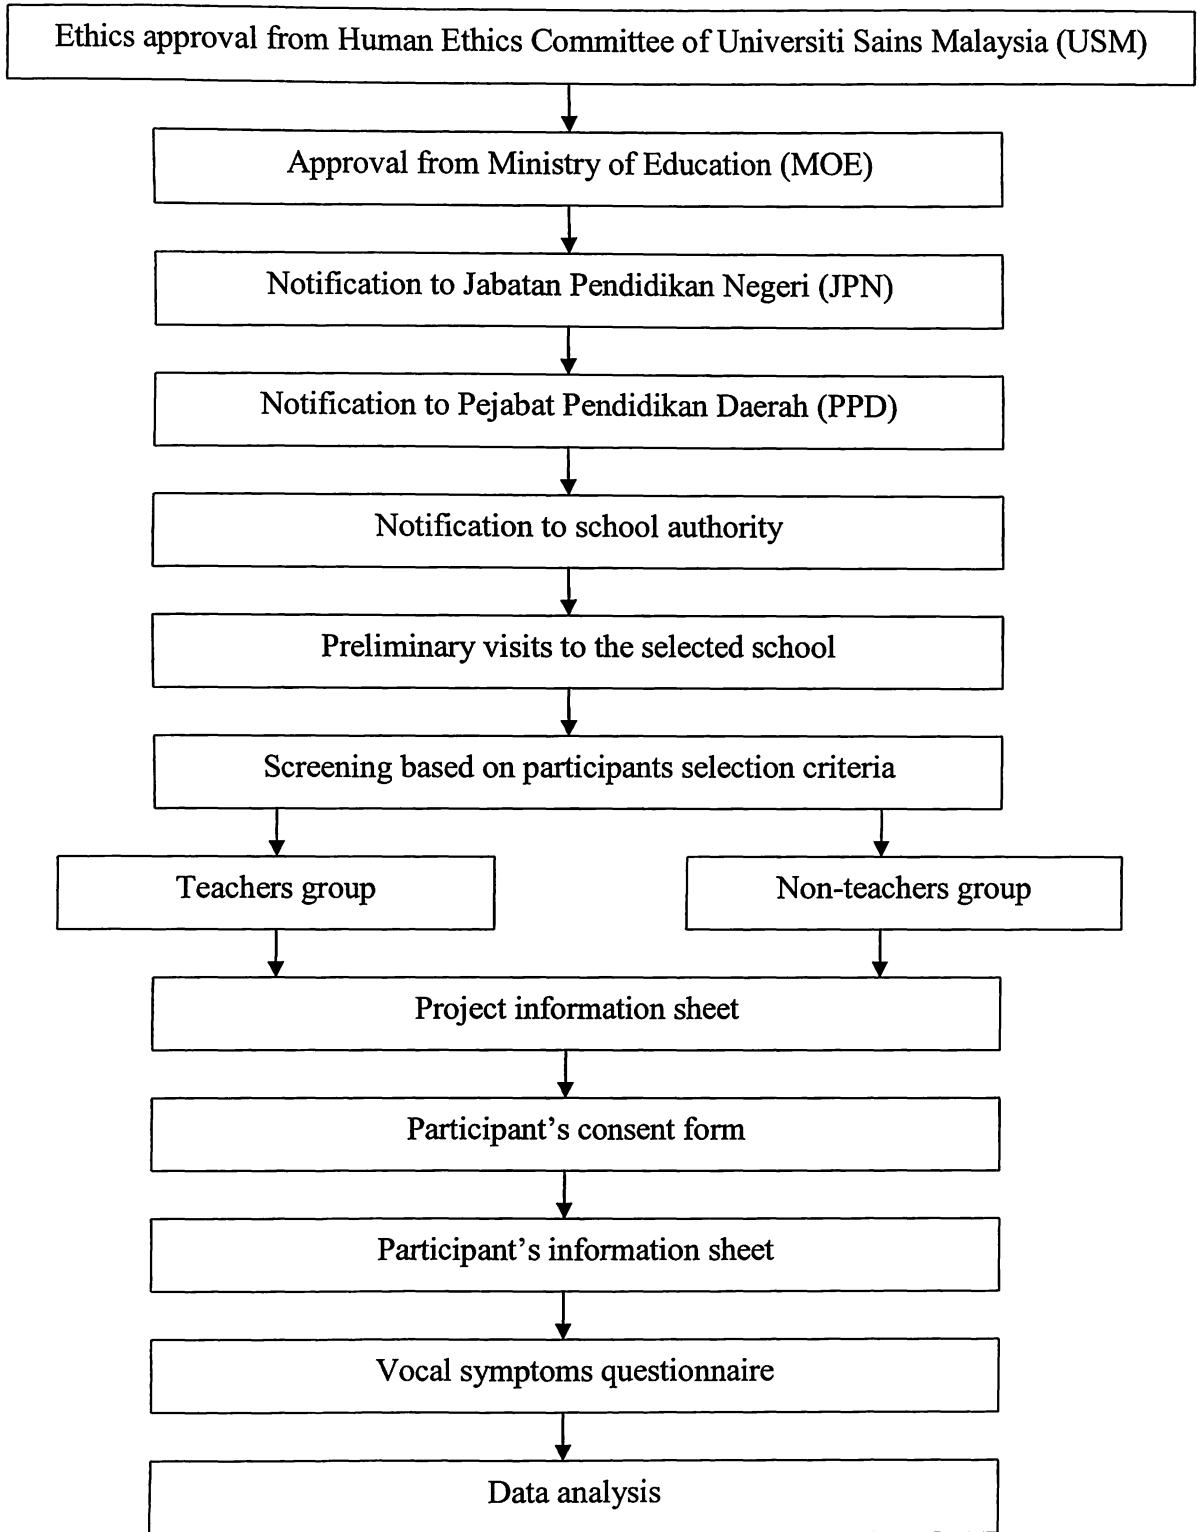 Ethics approval from Human Ethics Committee of Universiti Sains Malaysia (USM)
Approval from Ministry of Education (MOE)
Notification to Jabatan Pendidikan Negeri (JPN)
Notification to Pejabat Pendidikan Daerah (PPD)
Notification to school authority
Preliminary visits to the selected school
Screening based on participants selection criteria
Teachers group
Non-teachers group
Project information sheet
Participant's consent form
Participant's information sheet
Vocal symptoms questionnaire
Data analysis